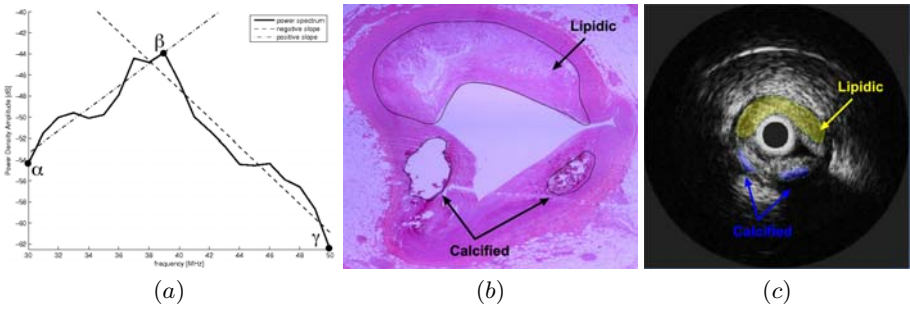 power spectrum
negative slope
positive slope
β
α
γ
Power Density Amplitude [dB]
-40
-42
-44
-46
-48
-50
-52
-54
-56
-58
-60
-62
30 32 34 36 38 40 42 44 46 48 50
frequency [MHz]
(a)
Lipidic
Calcified
(b)
Lipidic
Calcified
(c)